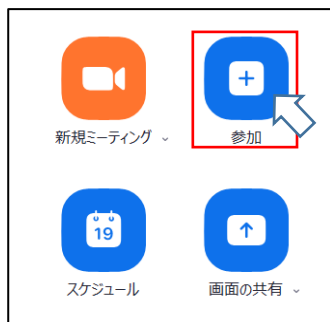 新規ミーティング
参加
19
スケジュール
画面の共有